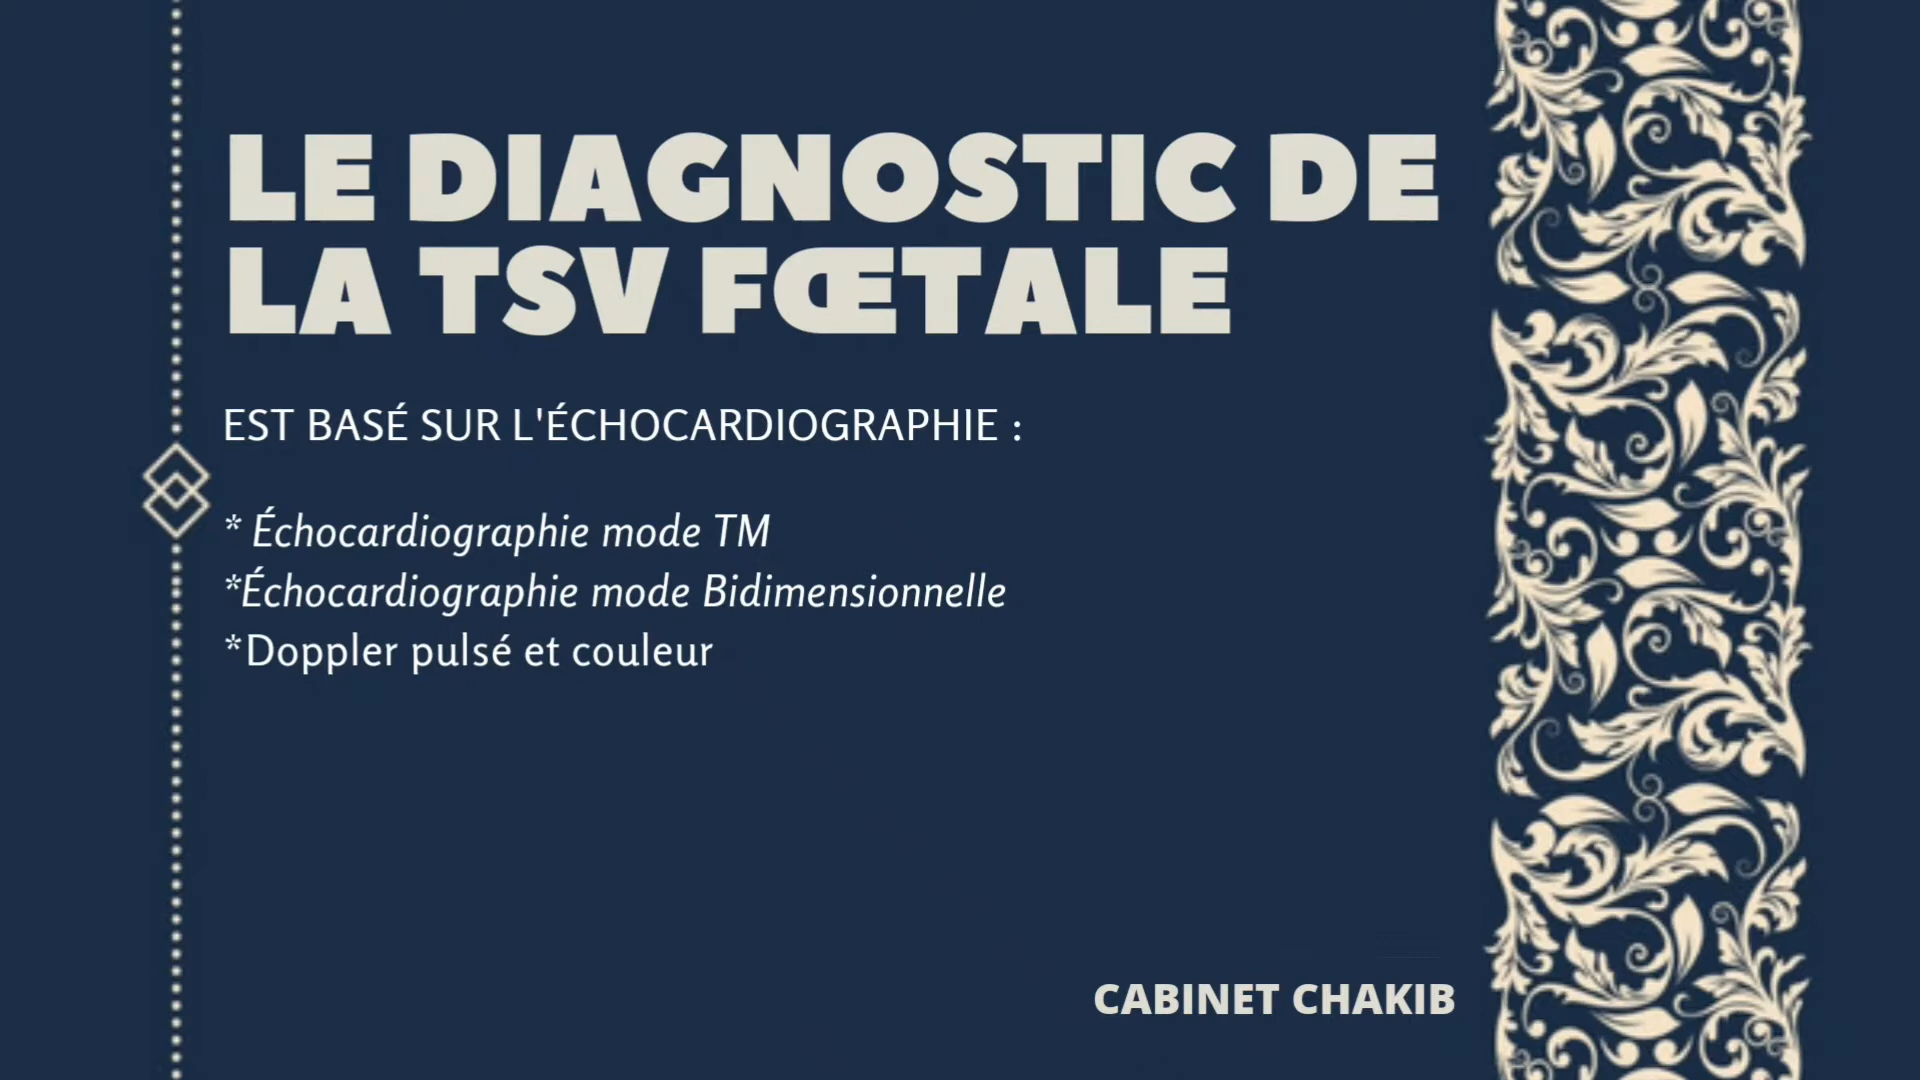 LE DIAGNOSTIC DE
LA TSV FŒTALE
EST BASÉ SUR L'ÉCHOCARDIOGRAPHIE :
* Échocardiographie mode TM
*Échocardiographie mode Bidimensionnelle
*Doppler pulsé et couleur
CABINET CHAKIB